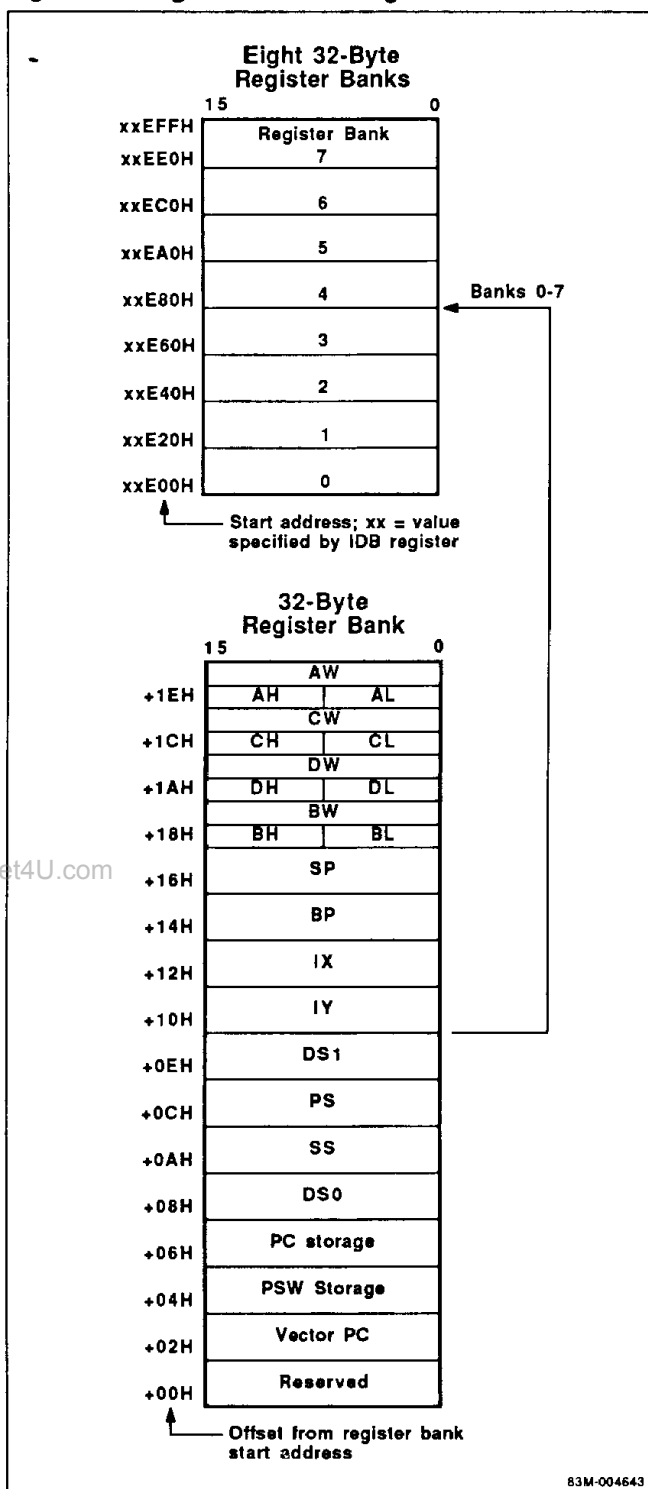 Eight 32-Byte
Register Banks
15 0
xxEFFH Register Bank
xxEE0H 7
xxEC0H 6
xxEA0H 5
xxE80H 4 Banks 0-7
xxE60H 3
xxE40H 2
xxE20H 1
xxE00H 0
Start address; xx = value
specified by IDB register
32-Byte
Register Bank
15 0
AW
+1EH AH AL
CW
+1CH CH CL
DW
+1AH DH DL
BW
+18H BH BL
et4U.com
SP
+16H
BP
+14H
IX
+12H
IY
+10H
DS1
+0EH
PS
+0CH
SS
+0AH
DS0
+08H
PC storage
+06H
PSW Storage
+04H
Vector PC
+02H
Reserved
+00H
Offset from register bank
start address
83M-004643